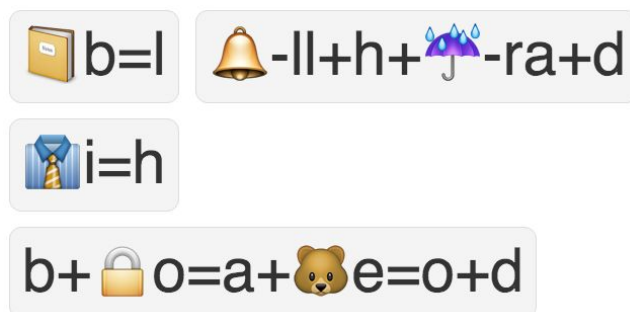 b=l -ll+h+ -ra+d
i=h
b+ o=a+ e=o+d